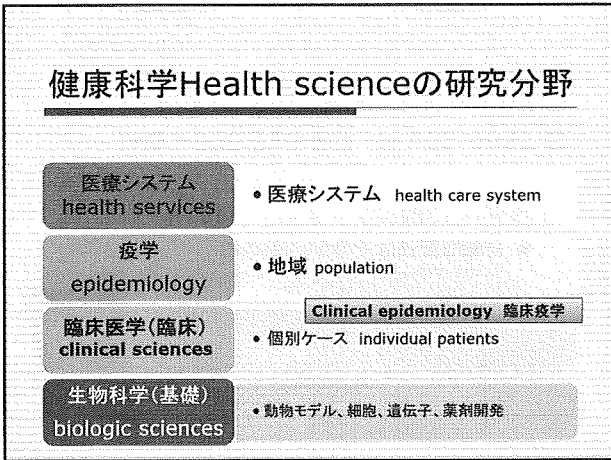 健康科学Health scienceの研究分野
医療システム
health services
• 医療システム health care system
疫学
epidemiology
• 地域 population
Clinical epidemiology 臨床疫学
臨床医学(臨床)
clinical sciences
• 個別ケース individual patients
生物科学(基礎)
biologic sciences
• 動物モデル、細胞、遺伝子、薬剤開発